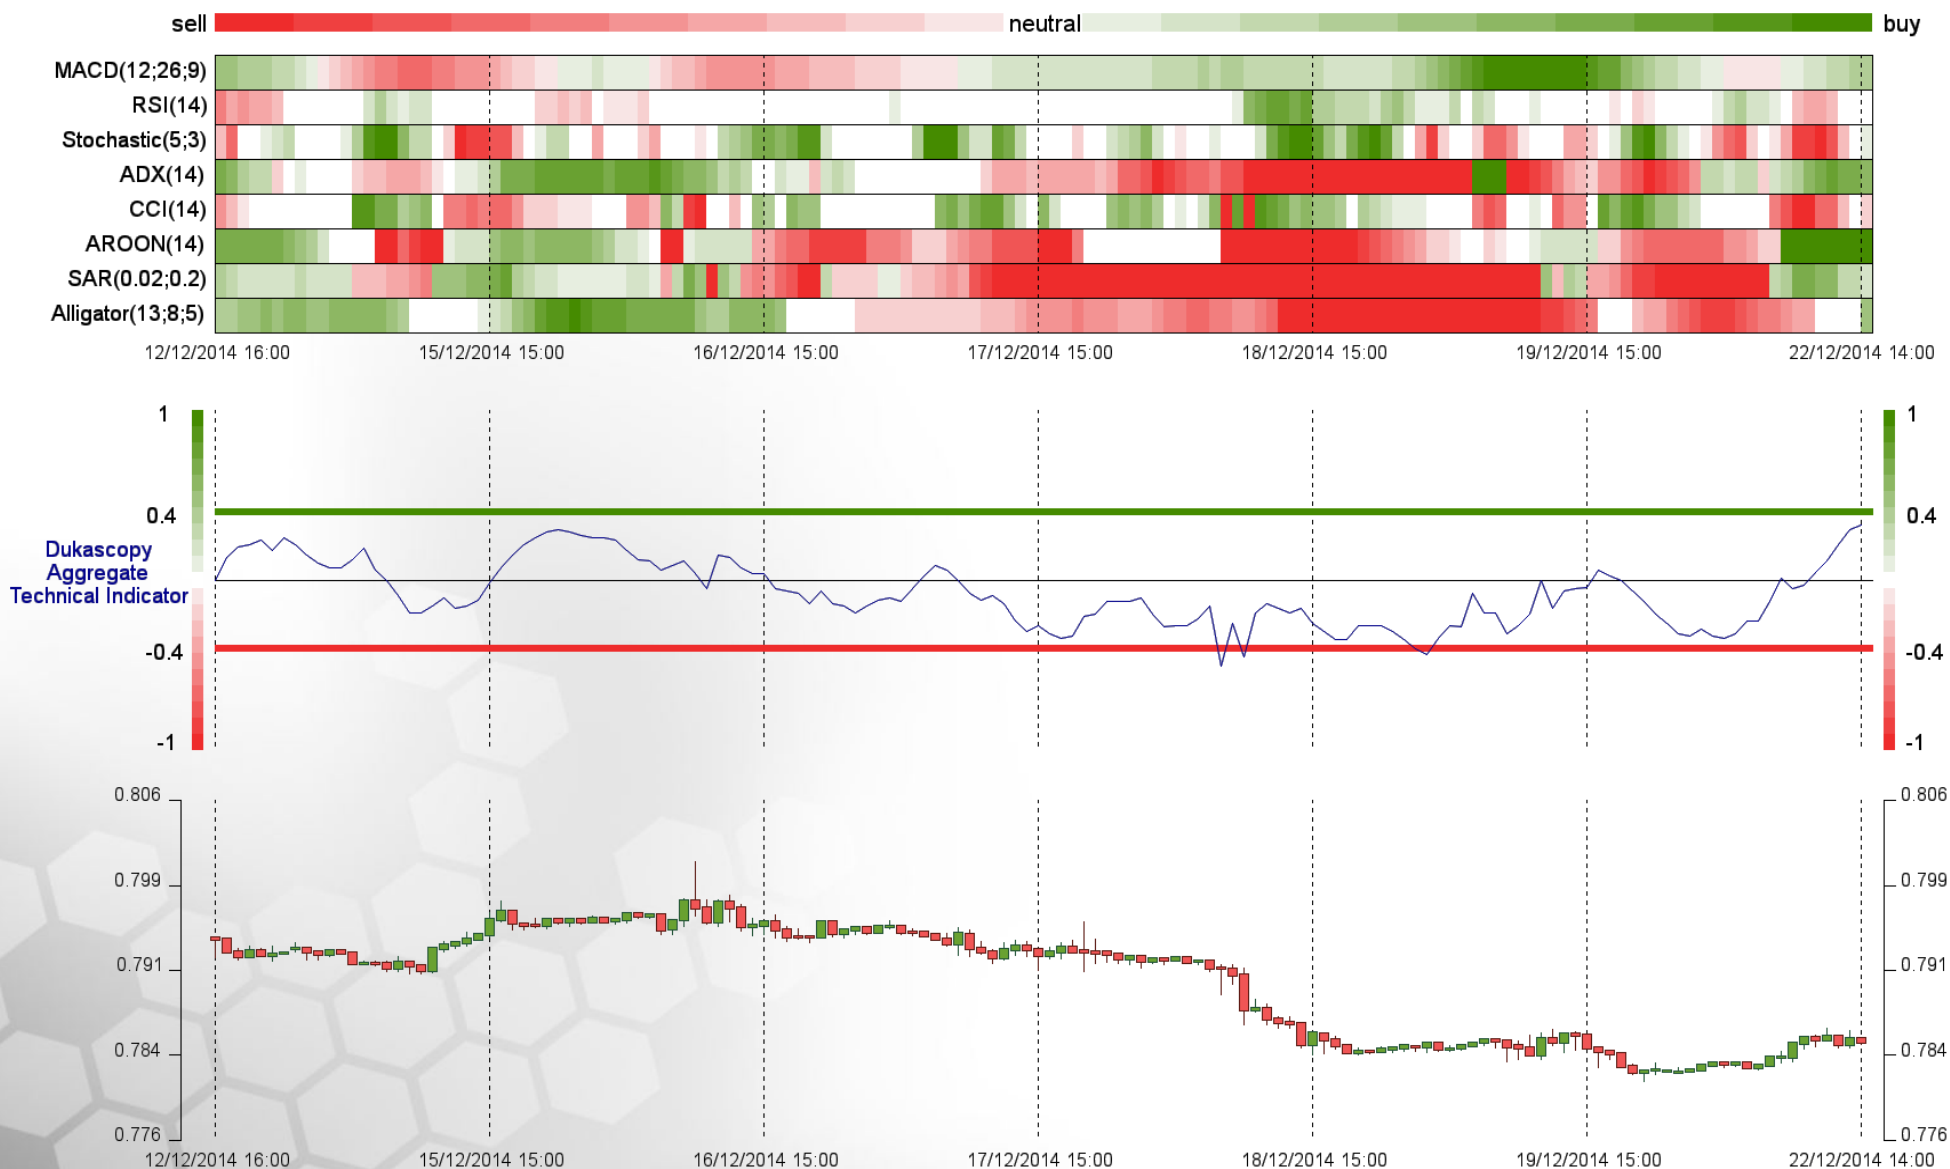 sell neutral buy
MACD(12;26;9)
RSI(14)
Stochastic(5;3)
ADX(14)
CCI(14)
AROON(14)
SAR(0.02;0.2)
Alligator(13;8;5)
12/12/2014 16:00 15/12/2014 15:00 16/12/2014 15:00 17/12/2014 15:00 18/12/2014 15:00 19/12/2014 15:00 22/12/2014 14:00
1 1
0.4 0.4
Dukascopy
Aggregate
Technical Indicator
-0.4 -0.4
-1 -1
0.806 0.806
0.799 0.799
0.791 0.791
0.784 0.784
0.776 0.776
12/12/2014 16:00 15/12/2014 15:00 16/12/2014 15:00 17/12/2014 15:00 18/12/2014 15:00 19/12/2014 15:00 22/12/2014 14:00